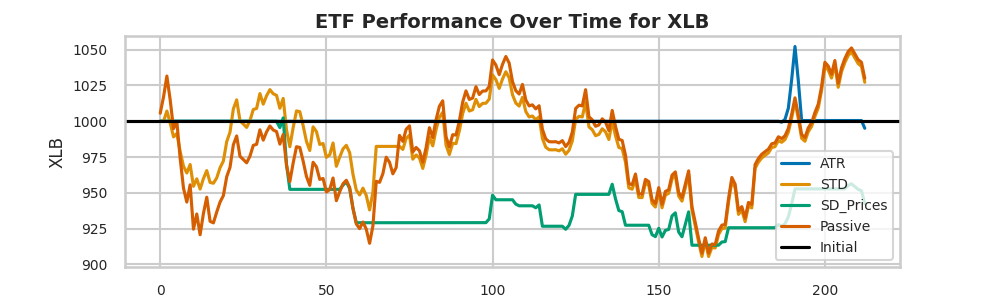 ETF Performance Over Time for XLB
XLB
1050
1025
1000
975
950
925
900
0
50
100
150
200
ATR
STD
SD_Prices
Passive
Initial